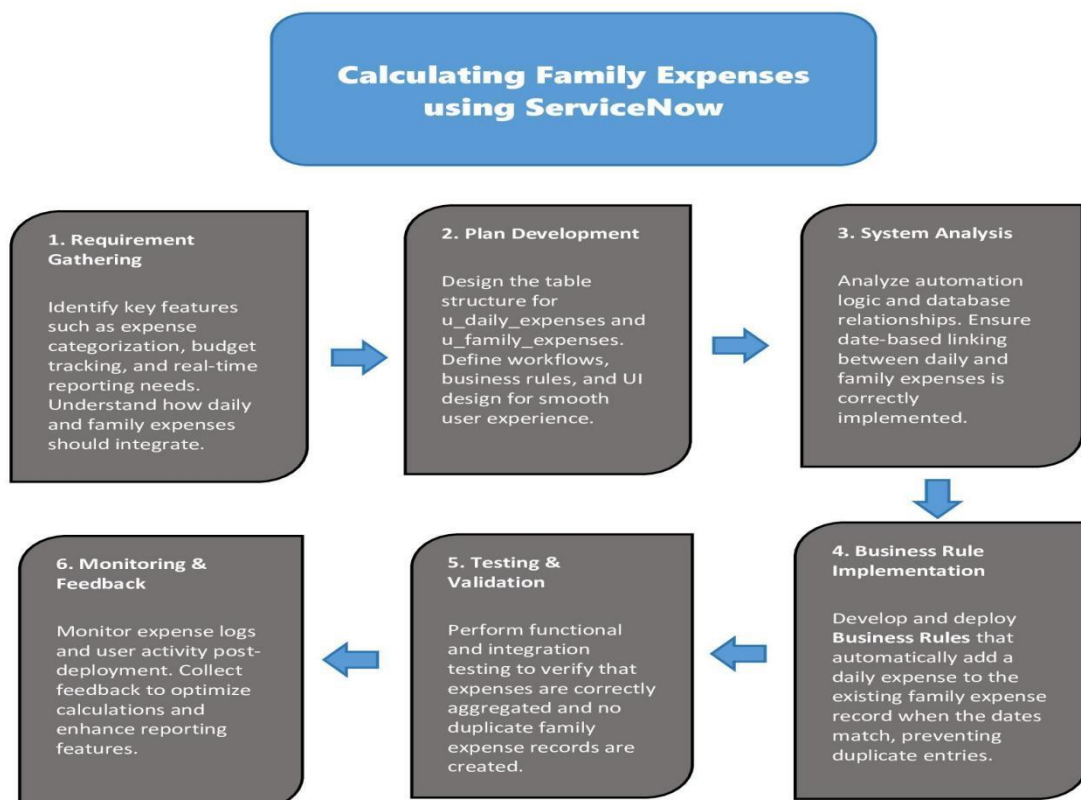 Calculating Family Expenses
using ServiceNow
1. Requirement
Gathering
Identify key features
such as expense
categorization, budget
tracking, and real-time
reporting needs.
Understand how daily
and family expenses
should integrate.
2. Plan Development
Design the table
structure for
u_daily_expenses and
u_family_expenses.
Define workflows,
business rules, and UI
design for smooth
user experience.
3. System Analysis
Analyze automation
logic and database
relationships. Ensure
date-based linking
between daily and
family expenses is
correctly
implemented.
4. Business Rule
Implementation
Develop and deploy
Business Rules that
automatically add a
daily expense to the
existing family expense
record when the dates
match, preventing
duplicate entries.
5. Testing &
Validation
Perform functional
and integration
testing to verify that
expenses are correctly
aggregated and no
duplicate family
expense records are
created.
6. Monitoring &
Feedback
Monitor expense logs
and user activity post-
deployment. Collect
feedback to optimize
calculations and
enhance reporting
features.